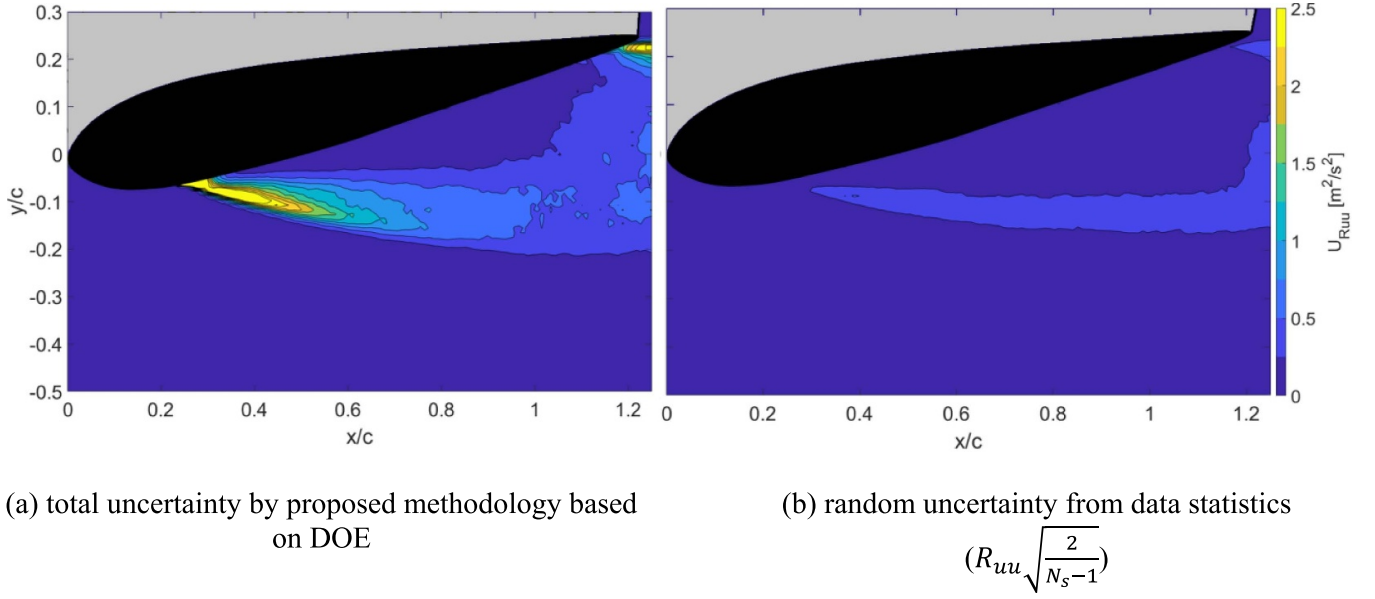 0.3
0.2
0.1
0
-0.1
-0.2
-0.3
-0.4
-0.5
y/c
0 0.2 0.4 0.6 0.8 1 1.2
x/c
0 0.2 0.4 0.6 0.8 1 1.2
x/c
2.5
2
1.5
1
0.5
0
U_Ruu [m²/s²]
(a) total uncertainty by proposed methodology based
on DOE
(b) random uncertainty from data statistics
(R_uu√(2/(N_s−1)))